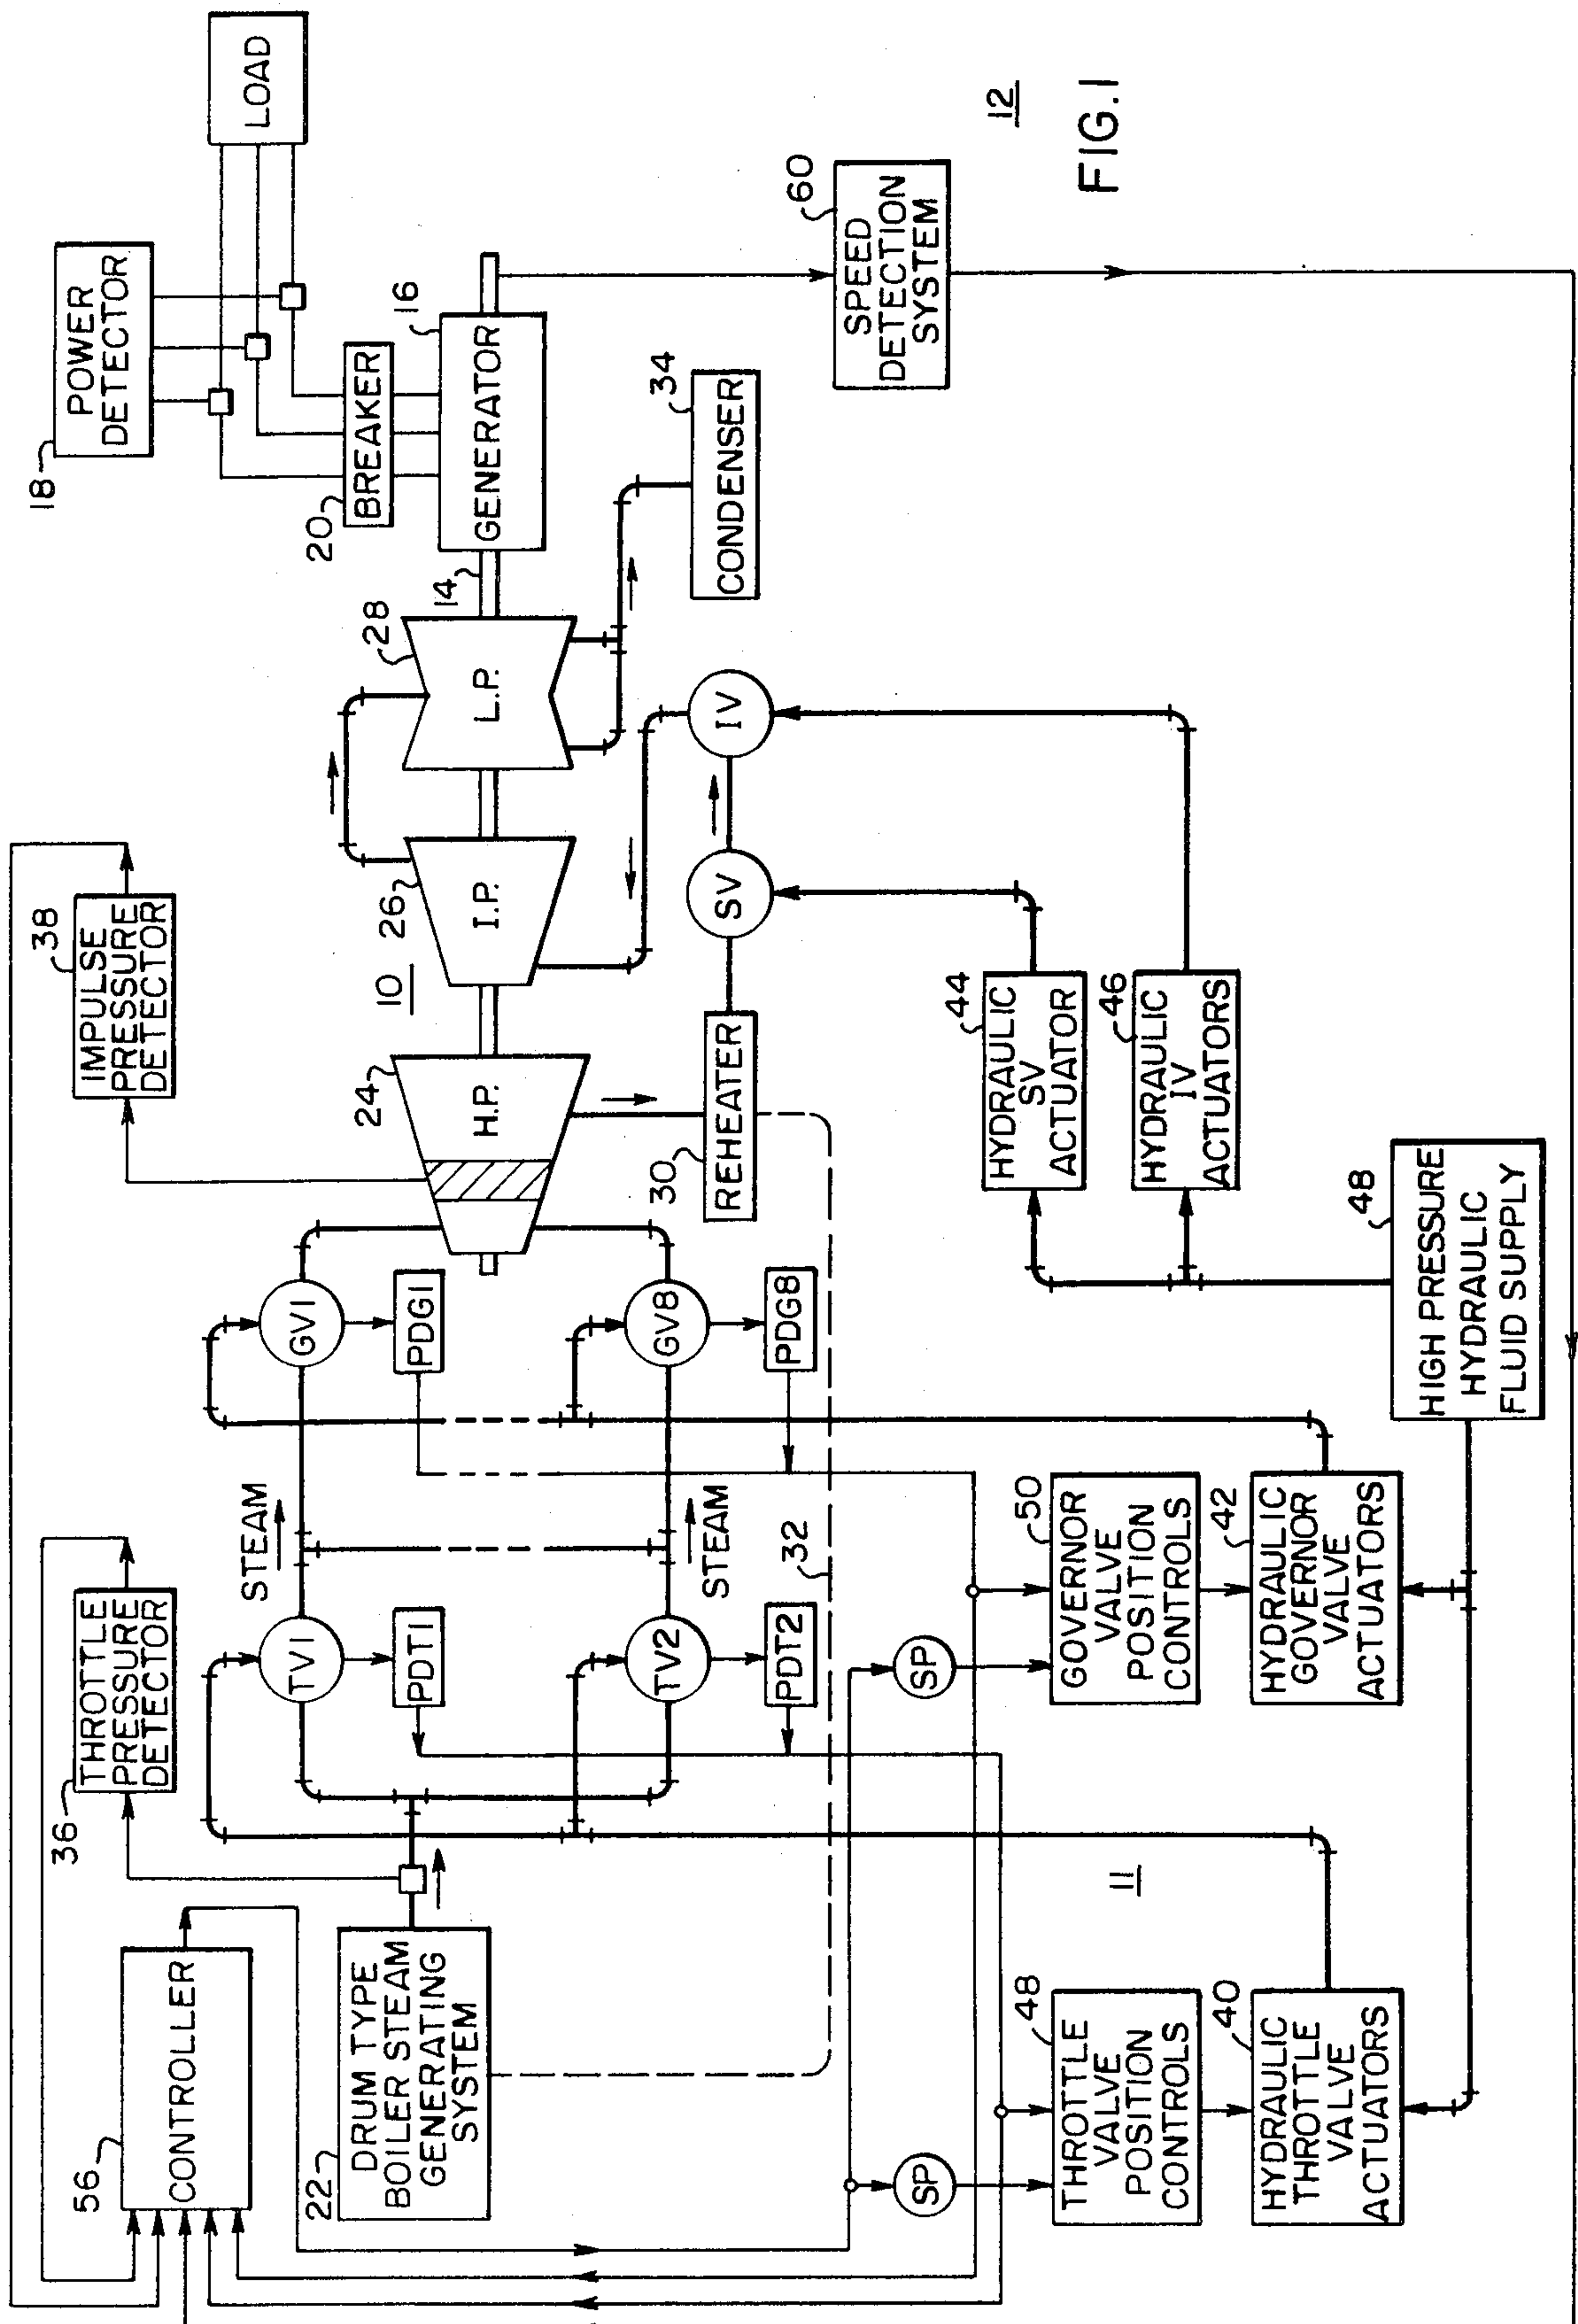 LOAD
18
POWER
DETECTOR
20
BREAKER
16
GENERATOR
14
60
SPEED
DETECTION
SYSTEM
12
FIG.1
34
CONDENSER
28
L.P.
IV
38
IMPULSE
PRESSURE
DETECTOR
26
I.P.
10
SV
24
H.P.
30
REHEATER
44
HYDRAULIC
SV
ACTUATOR
46
HYDRAULIC
IV
ACTUATORS
48
HIGH PRESSURE
HYDRAULIC
FLUID SUPPLY
GV1
PDG1
GV8
PDG8
STEAM
STEAM
32
36
THROTTLE
PRESSURE
DETECTOR
TV1
PDT1
TV2
PDT2
SP
50
GOVERNOR
VALVE
POSITION
CONTROLS
42
HYDRAULIC
GOVERNOR
VALVE
ACTUATORS
11
56
CONTROLLER
22
DRUM TYPE
BOILER STEAM
GENERATING
SYSTEM
SP
48
THROTTLE
VALVE
POSITION
CONTROLS
40
HYDRAULIC
THROTTLE
VALVE
ACTUATORS